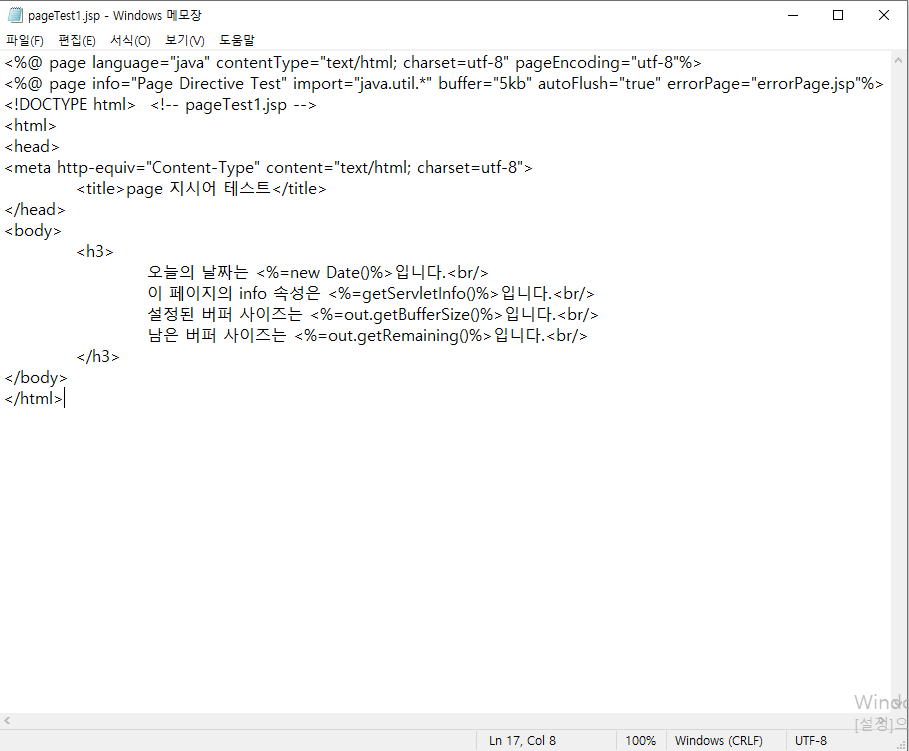 pageTest1.jsp - Windows 메모장
파일(F) 편집(E) 서식(O) 보기(V) 도움말
<%@ page language="java" contentType="text/html; charset=utf-8" pageEncoding="utf-8"%>
<%@ page info="Page Directive Test" import="java.util.*" buffer="5kb" autoFlush="true" errorPage="errorPage.jsp"%>
<!DOCTYPE html> <!-- pageTest1.jsp -->
<html>
<head>
<meta http-equiv="Content-Type" content="text/html; charset=utf-8">
<title>page 지시어 테스트</title>
</head>
<body>
<h3>
오늘의 날짜는 <%=new Date()%>입니다.<br/>
이 페이지의 info 속성은 <%=getServletInfo()%>입니다.<br/>
설정된 버퍼 사이즈는 <%=out.getBufferSize()%>입니다.<br/>
남은 버퍼 사이즈는 <%=out.getRemaining()%>입니다.<br/>
</h3>
</body>
</html>
Windo
[설정]으
Ln 17, Col 8 100% Windows (CRLF) UTF-8